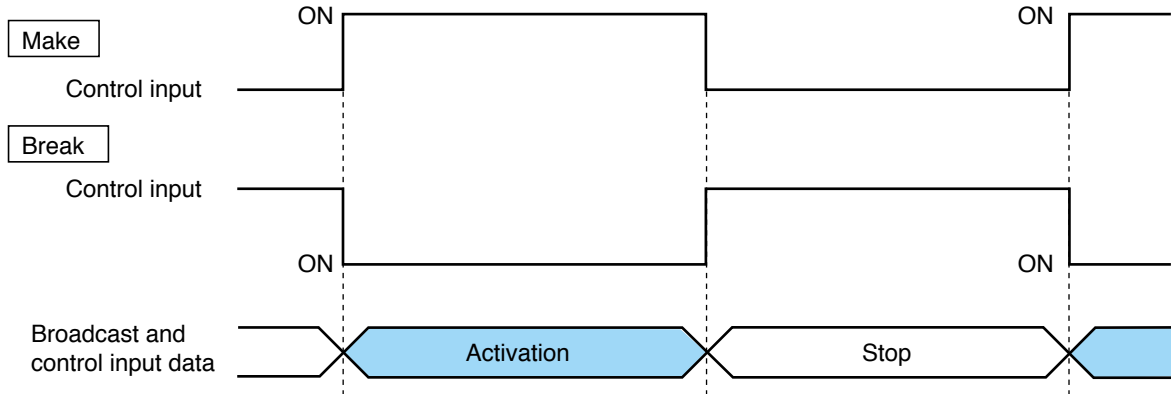 ON
ON
Make
Control input
Break
Control input
ON
ON
Broadcast and
control input data
Activation
Stop